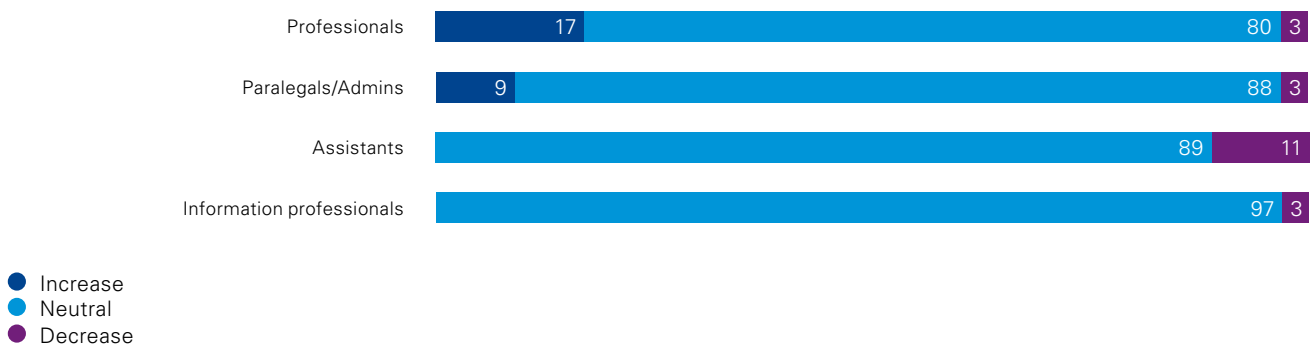 Professionals 17 80 3
Paralegals/Admins 9 88 3
Assistants 89 11
Information professionals 97 3
Increase
Neutral
Decrease